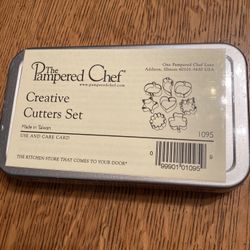 The Pampered Chef®
www.pamperedchef.com
One Pampered Chef Lane
Addison, Illinois 60101-5630 USA
Creative
Cutters Set
Made in Taiwan
USE AND CARE CARD
1095
THE KITCHEN STORE THAT COMES TO YOUR DOOR®
0
99901 01095